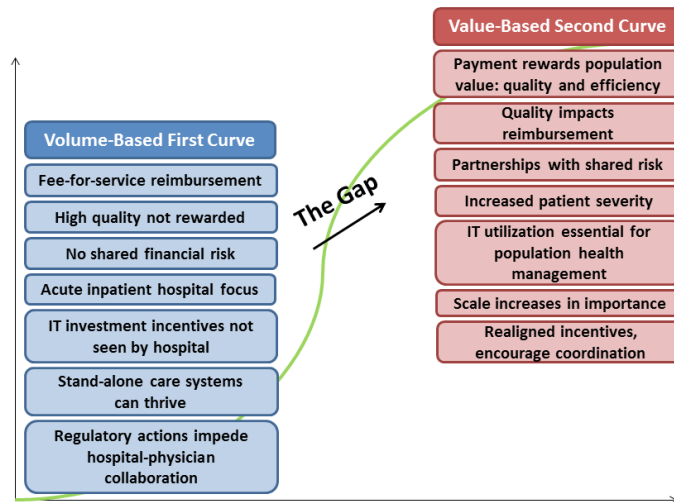 Volume-Based First Curve
Fee-for-service reimbursement
High quality not rewarded
No shared financial risk
Acute inpatient hospital focus
IT investment incentives not
seen by hospital
Stand-alone care systems
can thrive
Regulatory actions impede
hospital-physician
collaboration
The Gap
Value-Based Second Curve
Payment rewards population
value: quality and efficiency
Quality impacts
reimbursement
Partnerships with shared risk
Increased patient severity
IT utilization essential for
population health
management
Scale increases in importance
Realigned incentives,
encourage coordination